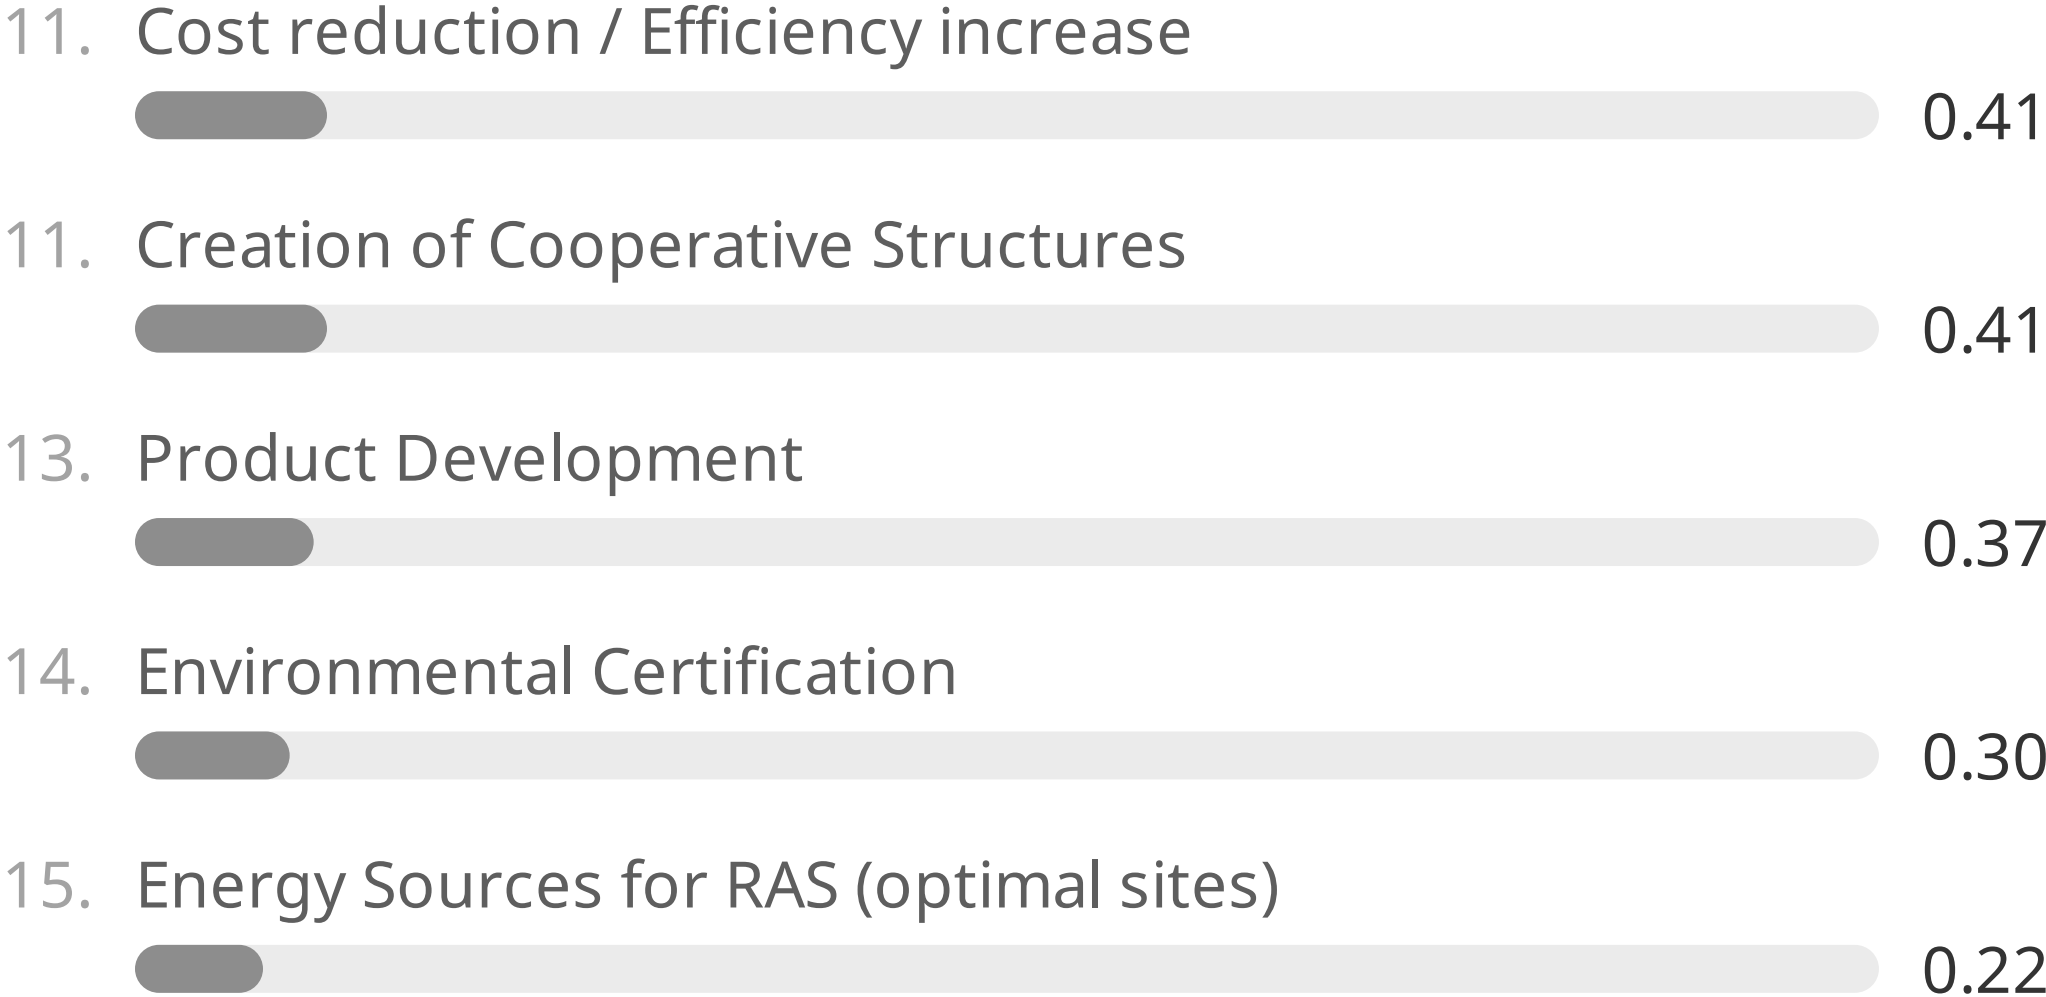 11. Cost reduction / Efficiency increase
0.41
11. Creation of Cooperative Structures
0.41
13. Product Development
0.37
14. Environmental Certification
0.30
15. Energy Sources for RAS (optimal sites)
0.22